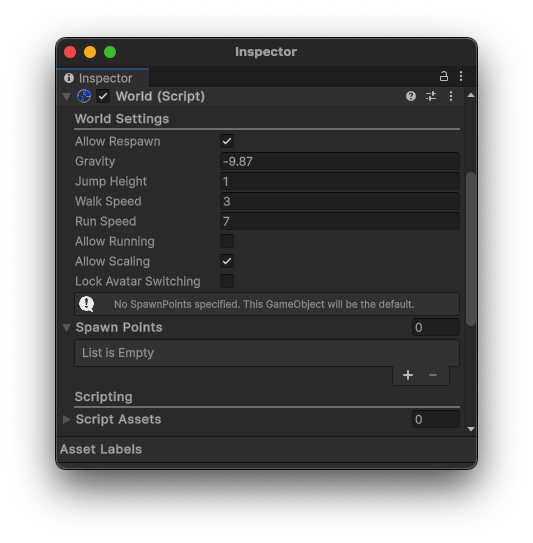 Inspector
Inspector
World (Script)
World Settings
Allow Respawn
Gravity -9.87
Jump Height 1
Walk Speed 3
Run Speed 7
Allow Running
Allow Scaling
Lock Avatar Switching
No SpawnPoints specified. This GameObject will be the default.
Spawn Points 0
List is Empty
Scripting
Script Assets 0
Asset Labels